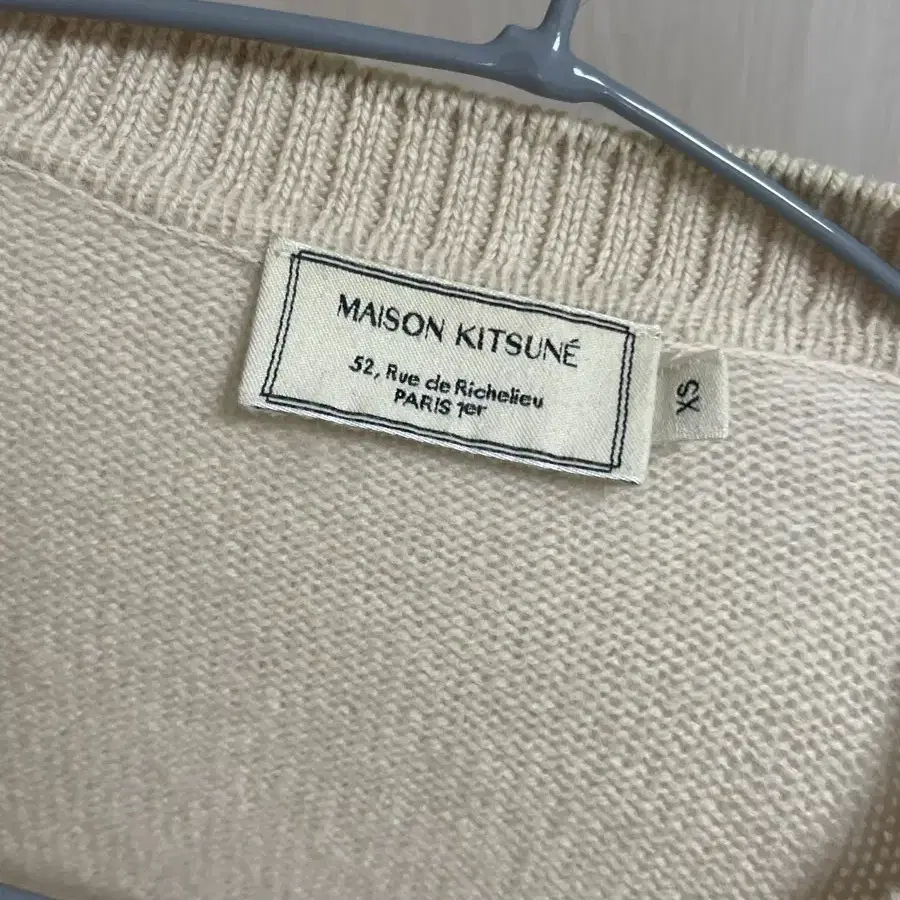 MAISON KITSUNÉ
52, Rue de Richelieu
PARIS 1er
XS